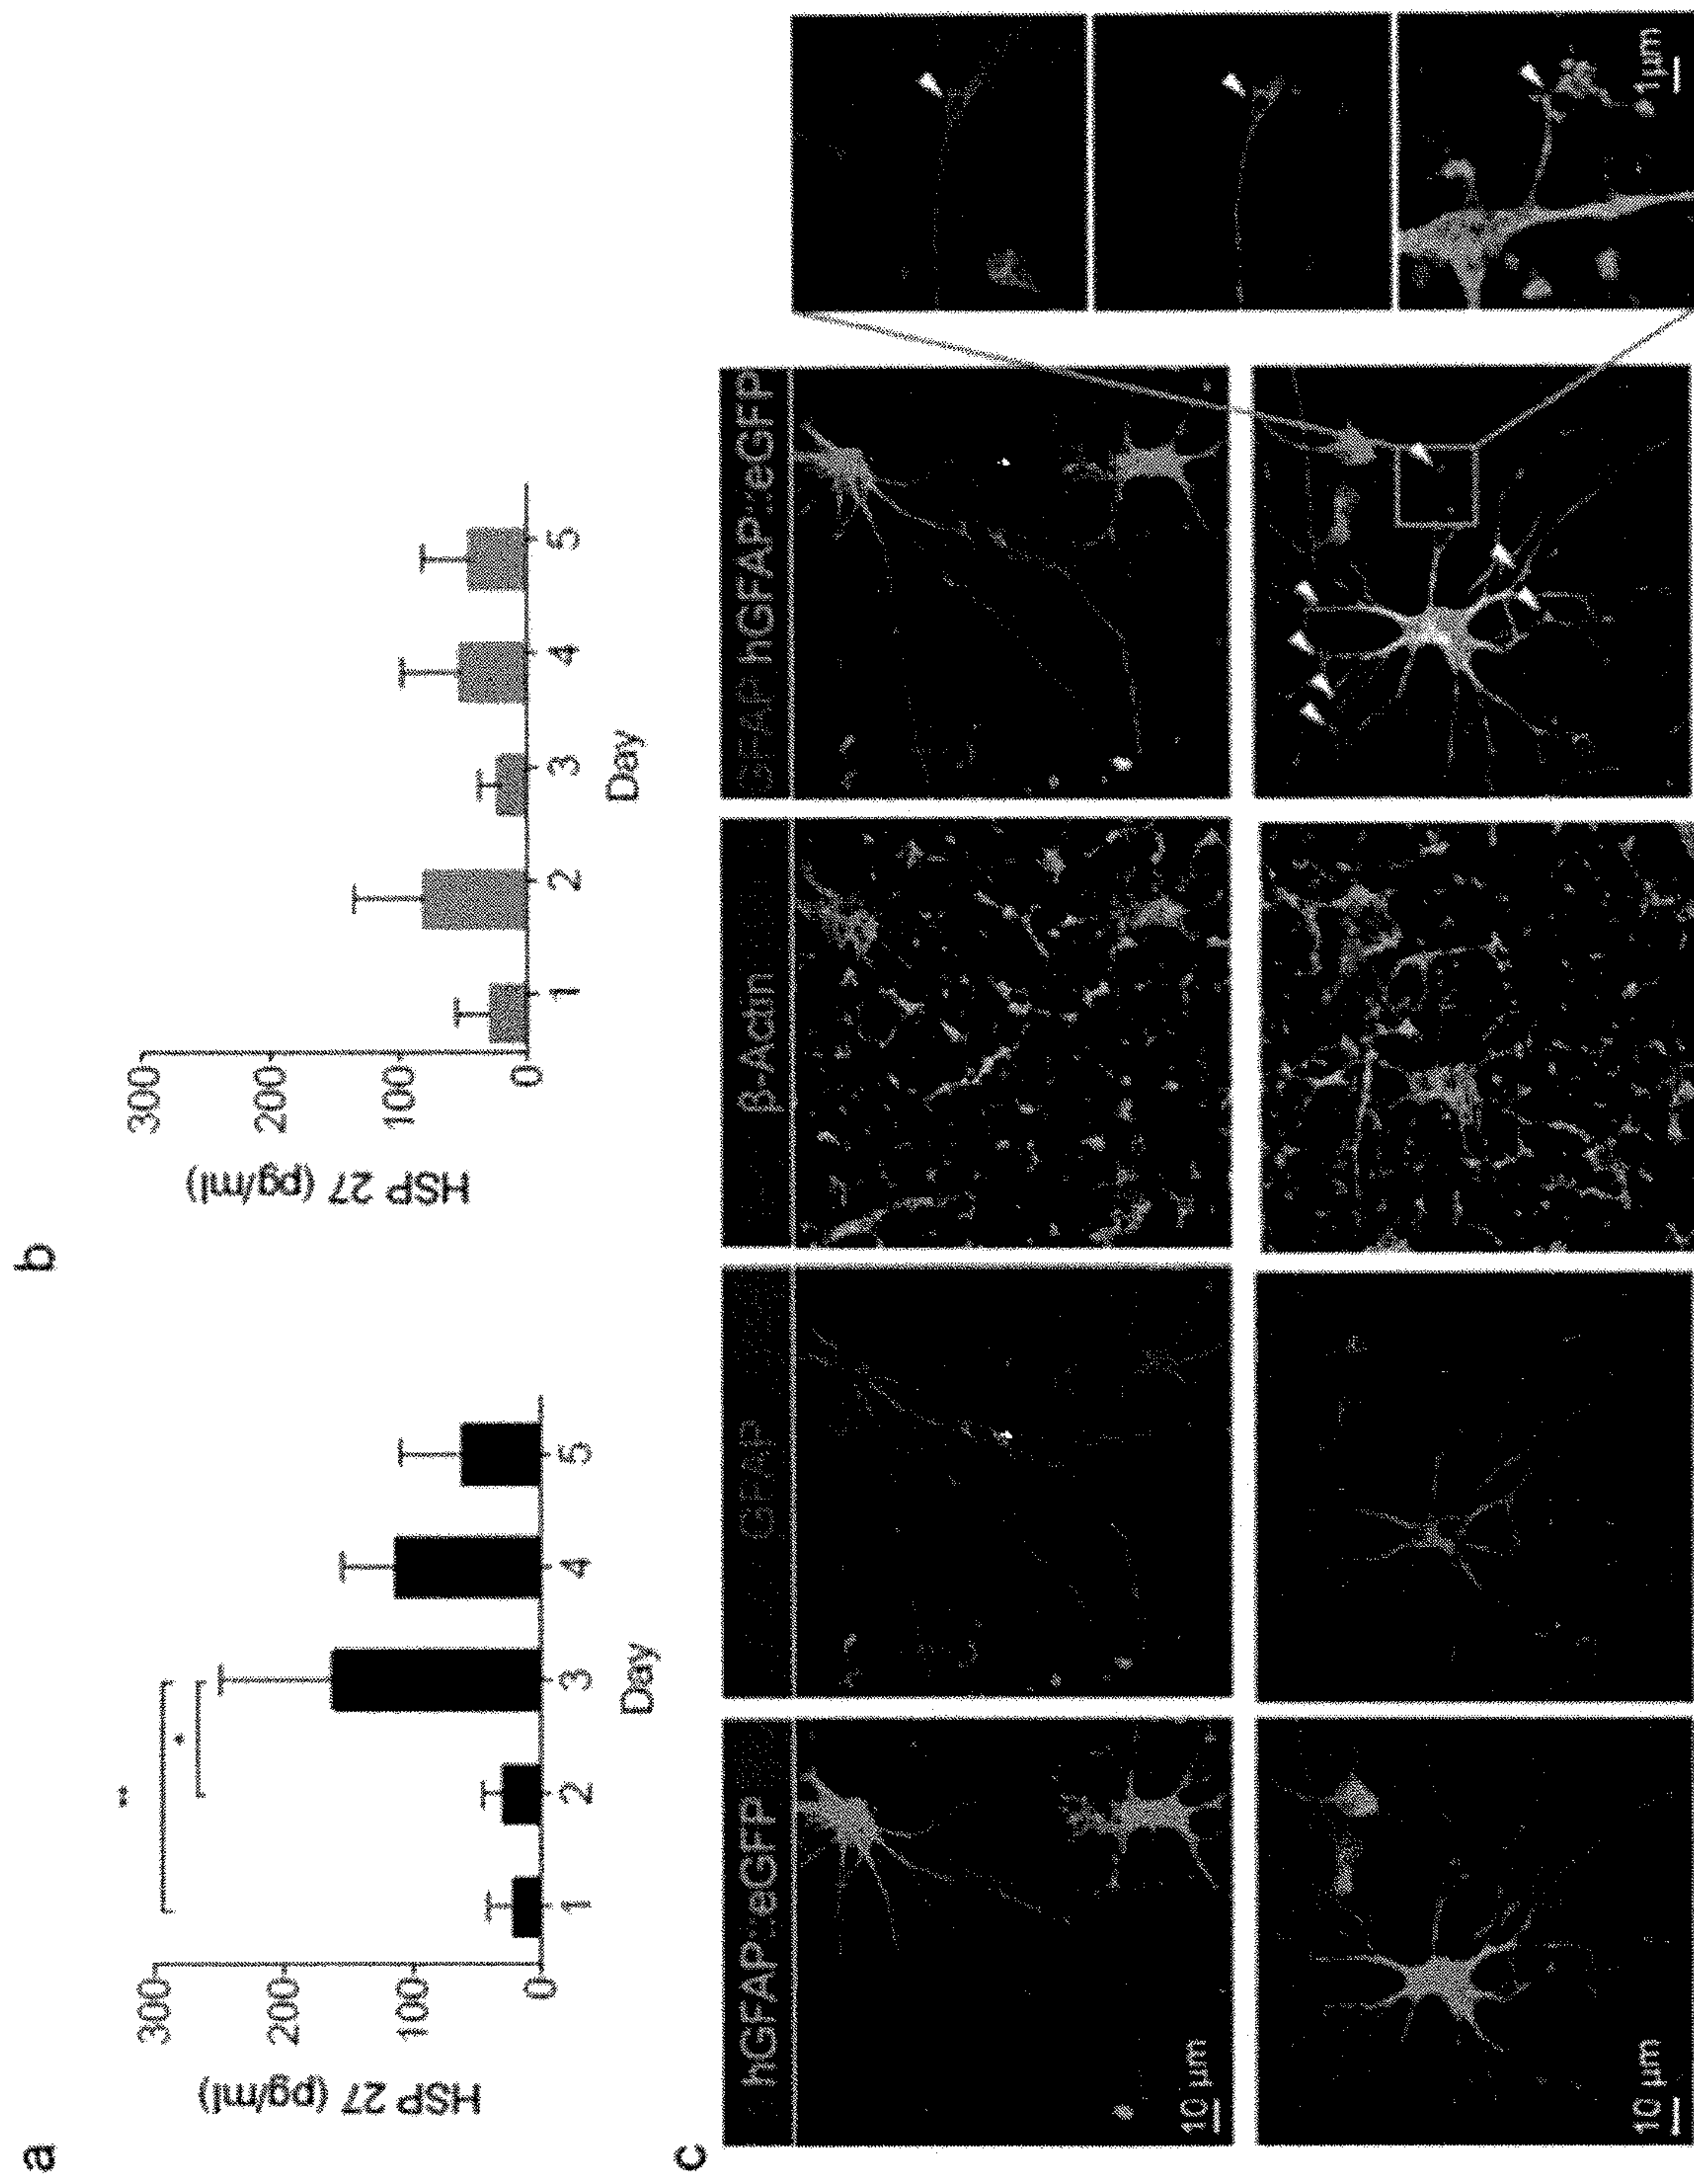 a
HSP 27 (pg/ml)
300
200
100
0
1 2 3 4 5
Day
**
*
b
HSP 27 (pg/ml)
300
200
100
0
1 2 3 4 5
Day
c
hGFAP::eGFP
GFAP
β-Actin
GFAP hGFAP::eGFP
10 µm
10 µm
1µm